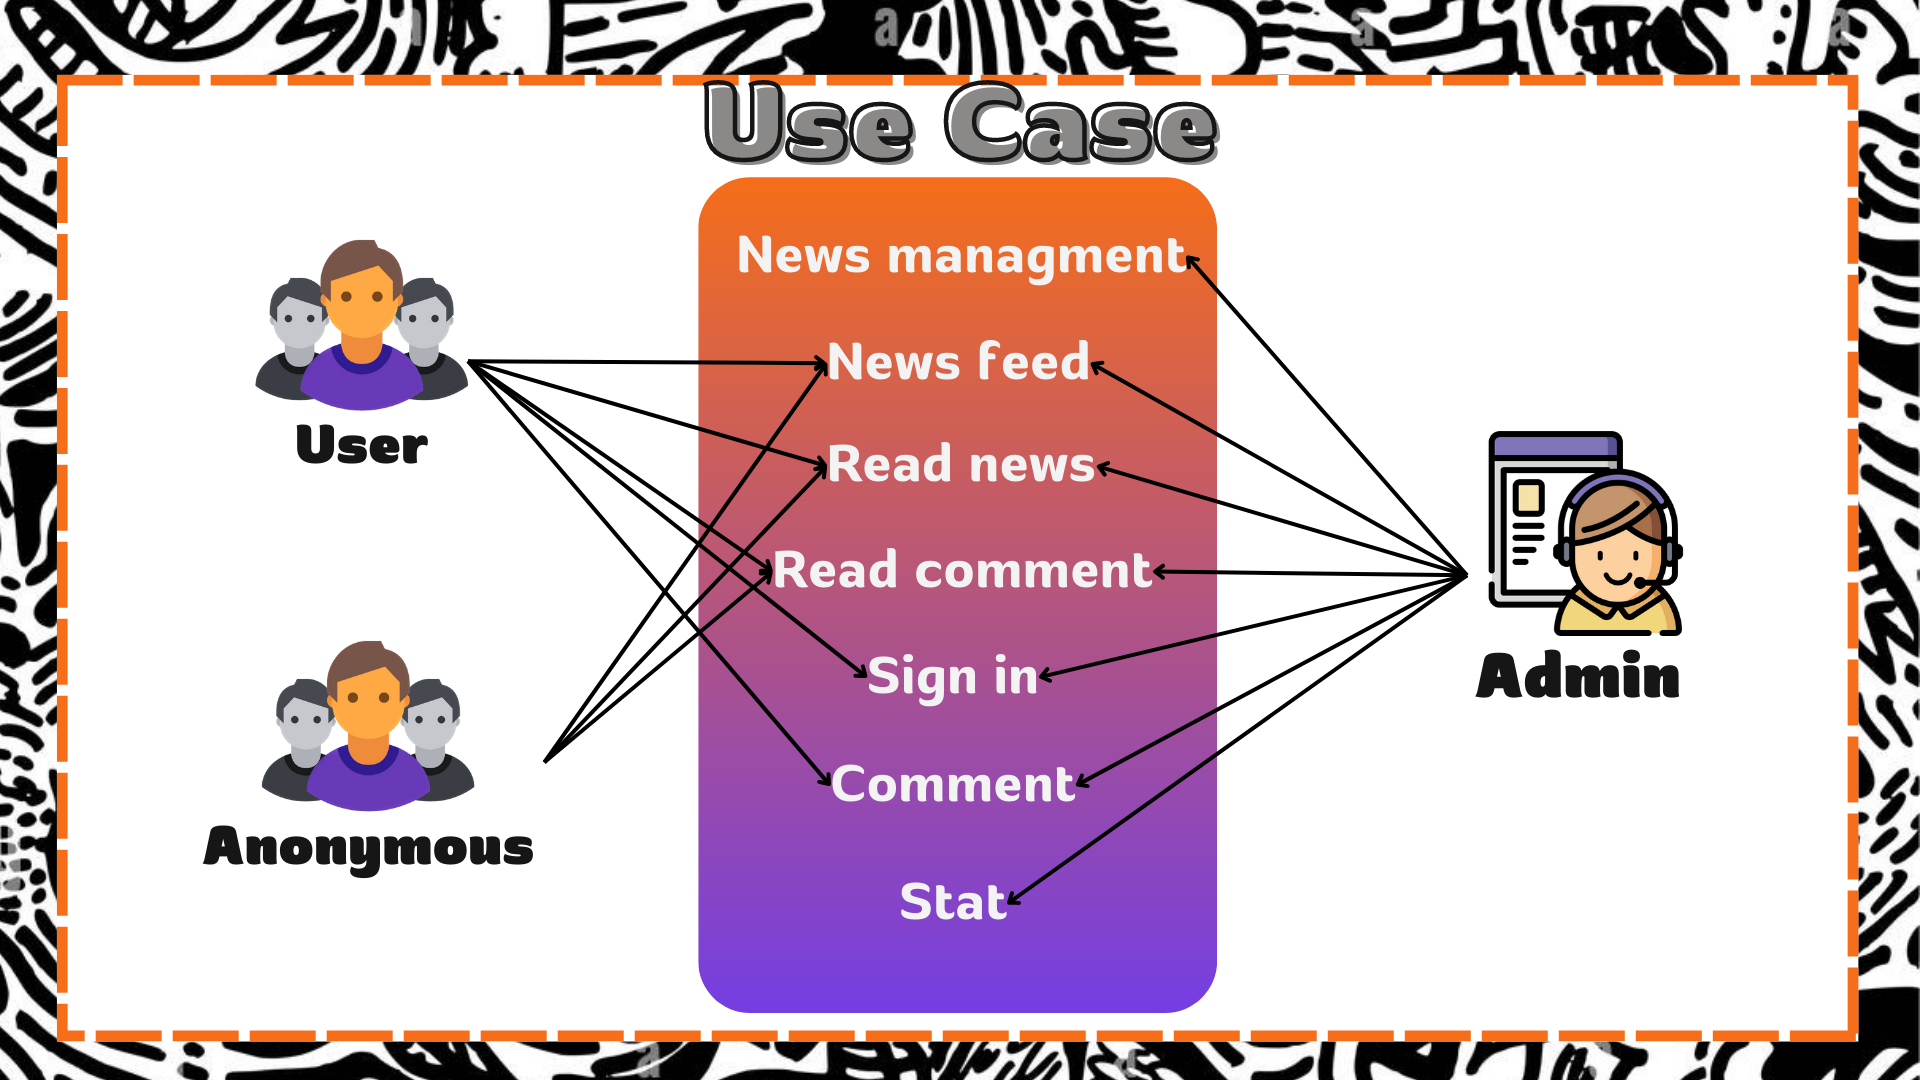 Use Case
News managment
News feed
User
Read news
Read comment
Sign in
Admin
Comment
Anonymous
Stat
a
a
a
a
a
a